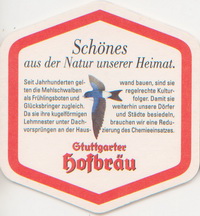 Schönes
aus der Natur unserer Heimat.
Seit Jahrhunderten gel-
ten die Mehlschwalben
als Frühlingsboten und
Glücksbringer zugleich.
Da sie ihre kugelförmigen
Lehmnester unter Dach-
vorsprüngen an der Haus-
wand bauen, sind sie
regelrechte Kultur-
folger. Damit sie
weiterhin unsere Dörfer
und Städte besiedeln,
brauchen wir eine Redu-
zierung des Chemieeinsatzes.
Stuttgarter
Hofbräu